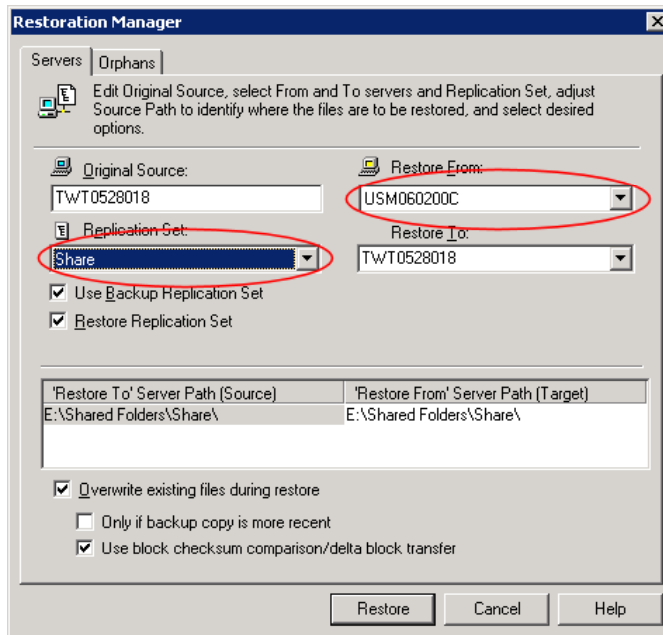 Restoration Manager
Servers
Orphans
Edit Original Source, select From and To servers and Replication Set, adjust
Source Path to identify where the files are to be restored, and select desired
options.
Original Source:
Restore From:
TWT0528018
USM060200C
Replication Set:
Restore To:
Share
TWT0528018
Use Backup Replication Set
Restore Replication Set
'Restore To' Server Path (Source)
'Restore From' Server Path (Target)
E:\Shared Folders\Share\
E:\Shared Folders\Share\
Overwrite existing files during restore
Only if backup copy is more recent
Use block checksum comparison/delta block transfer
Restore
Cancel
Help